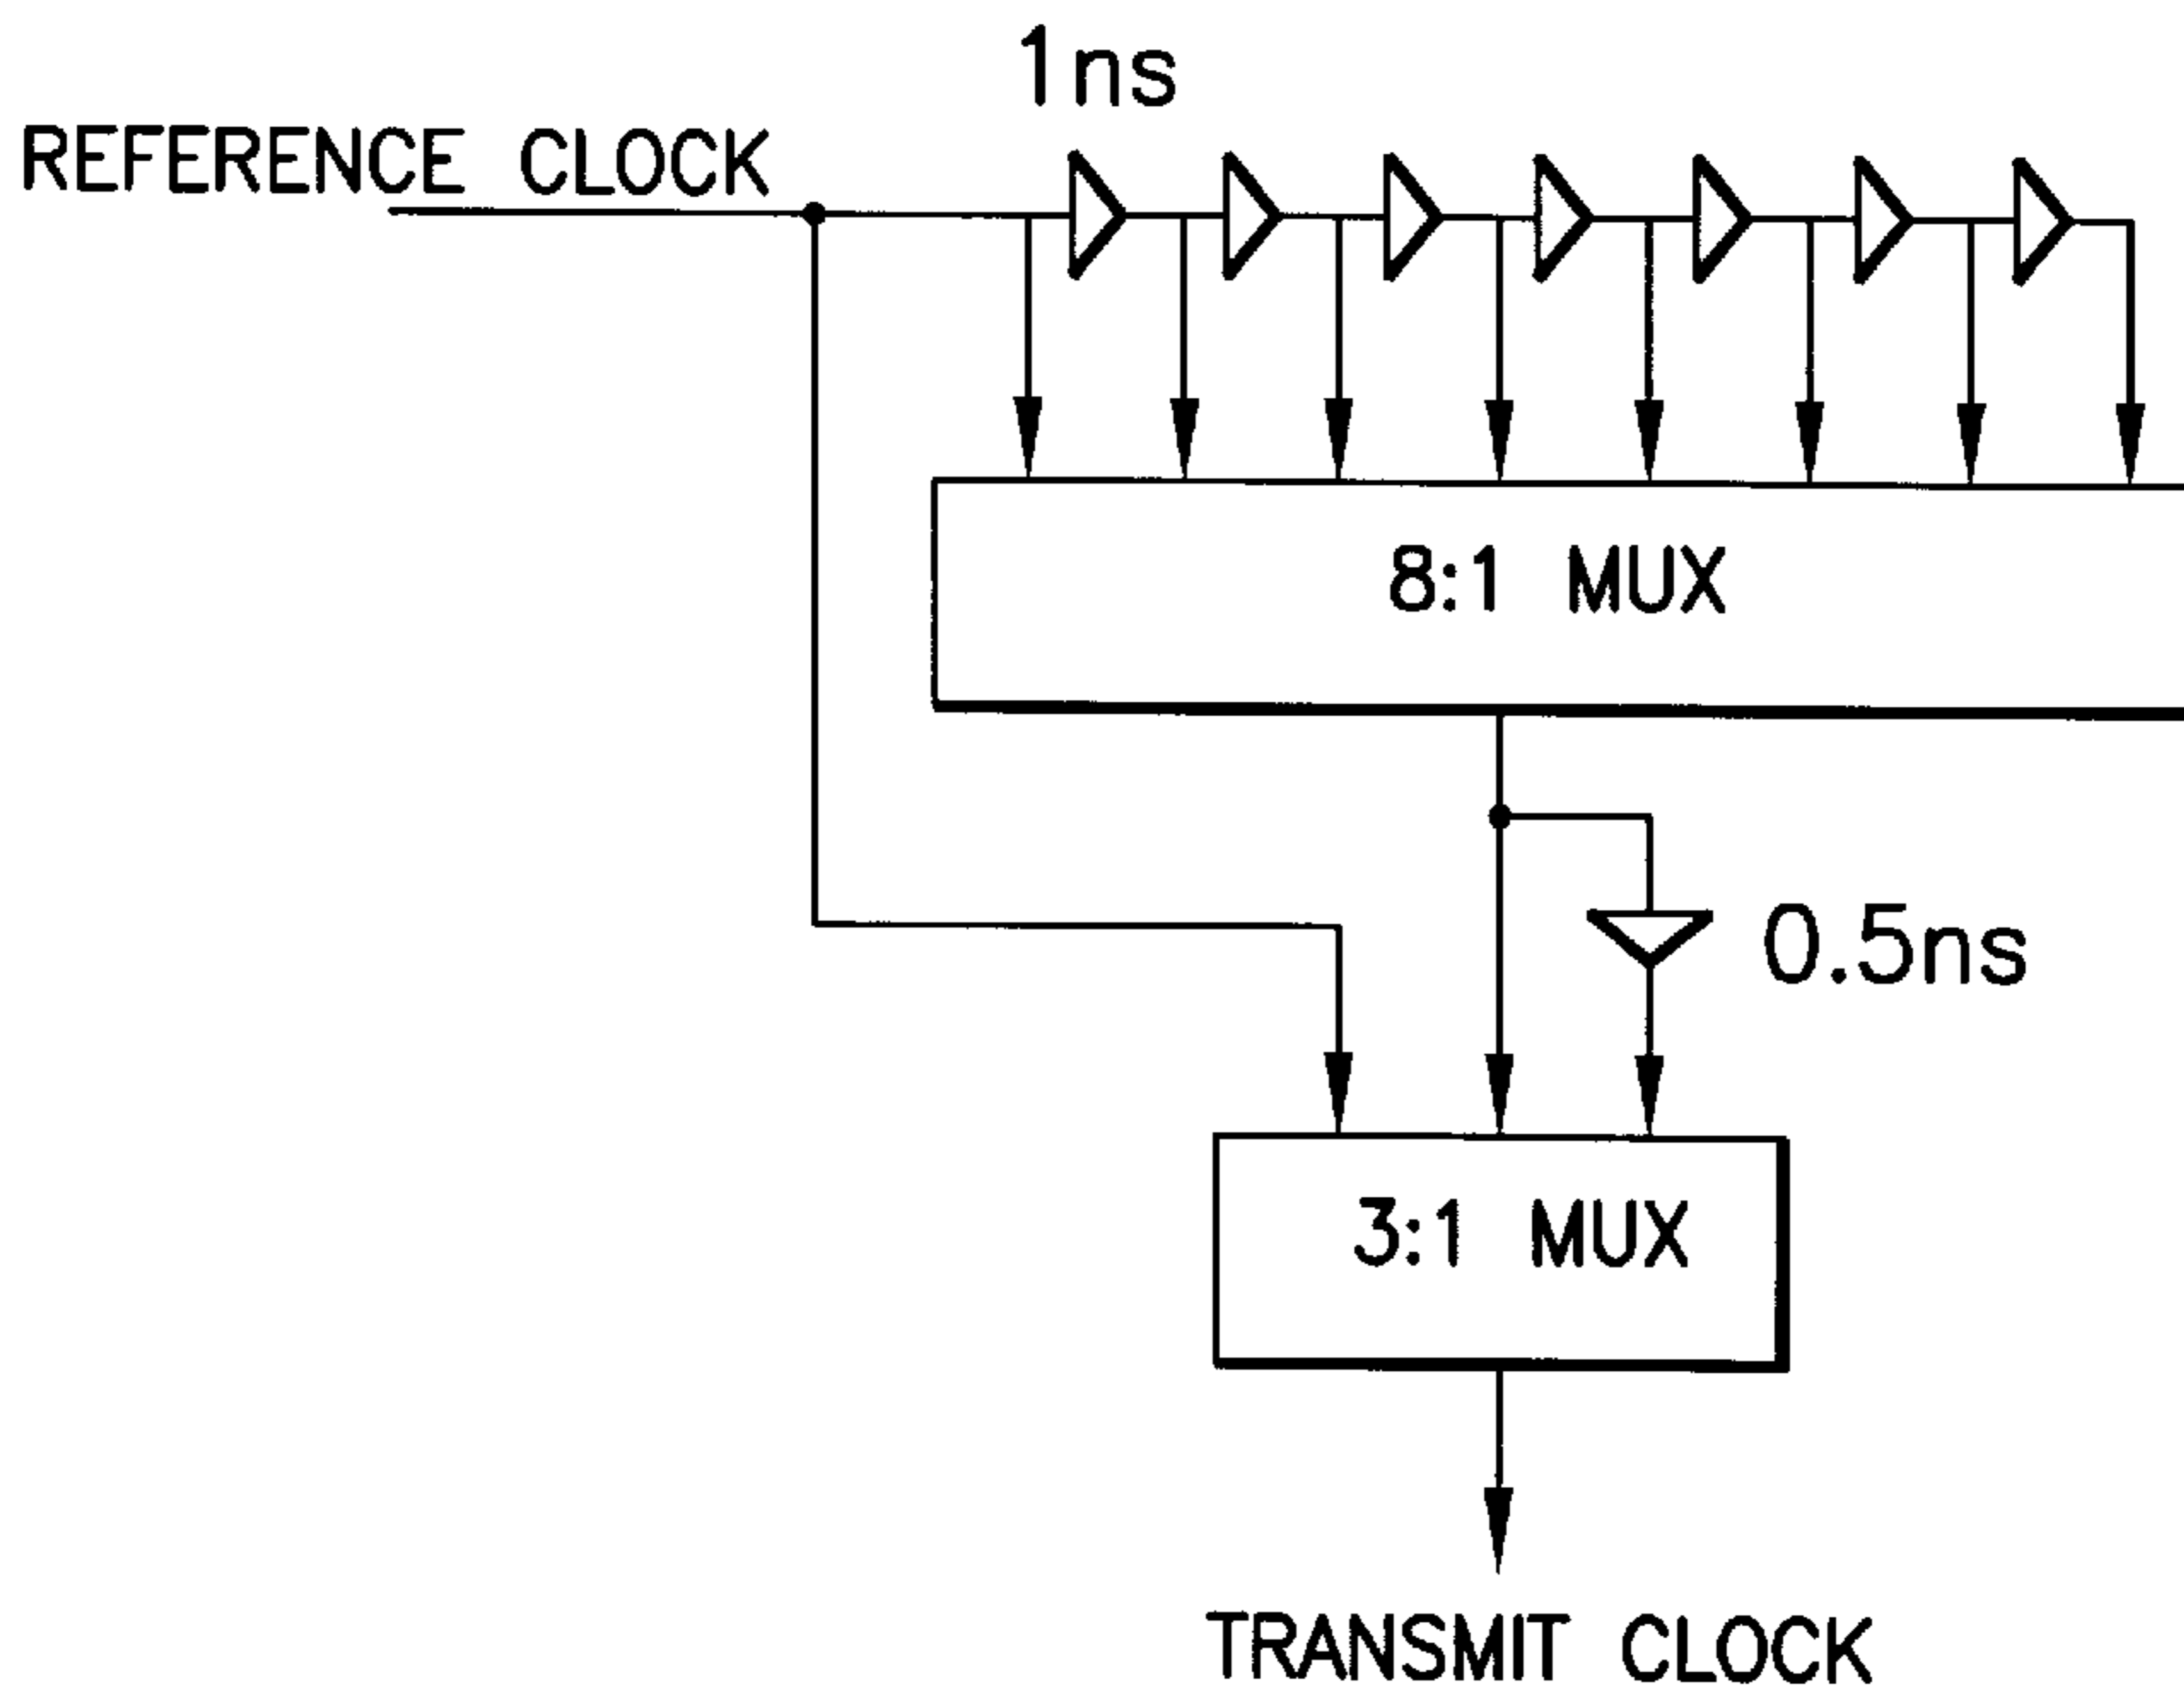 1ns
REFERENCE CLOCK
8:1 MUX
0.5ns
3:1 MUX
TRANSMIT CLOCK